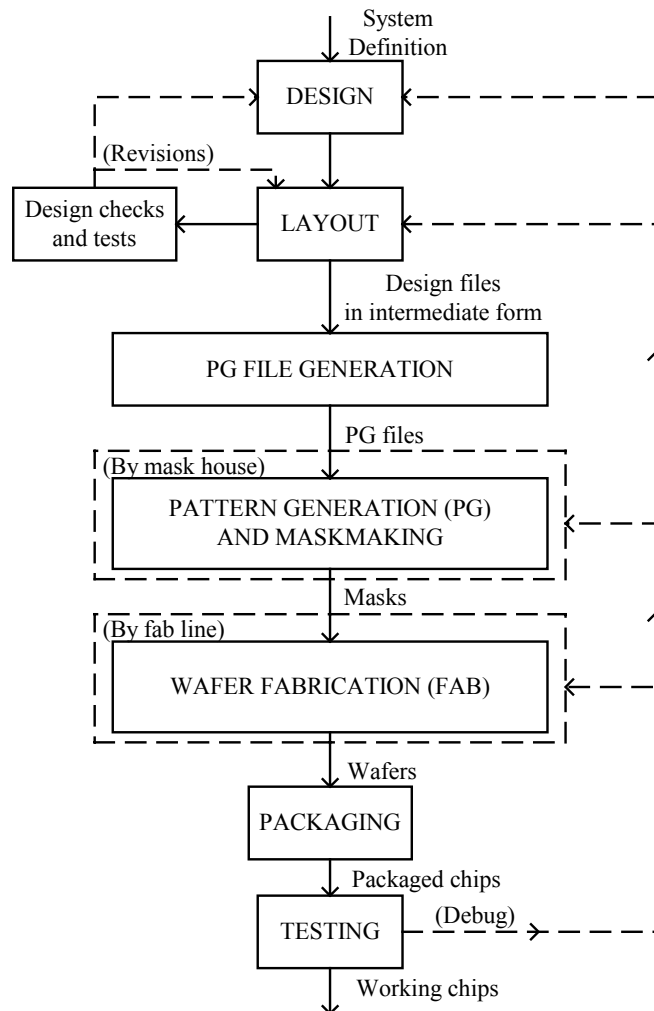 System
Definition
DESIGN
(Revisions)
Design checks
and tests
LAYOUT
Design files
in intermediate form
PG FILE GENERATION
PG files
(By mask house)
PATTERN GENERATION (PG)
AND MASKMAKING
Masks
(By fab line)
WAFER FABRICATION (FAB)
Wafers
PACKAGING
Packaged chips
(Debug)
TESTING
Working chips